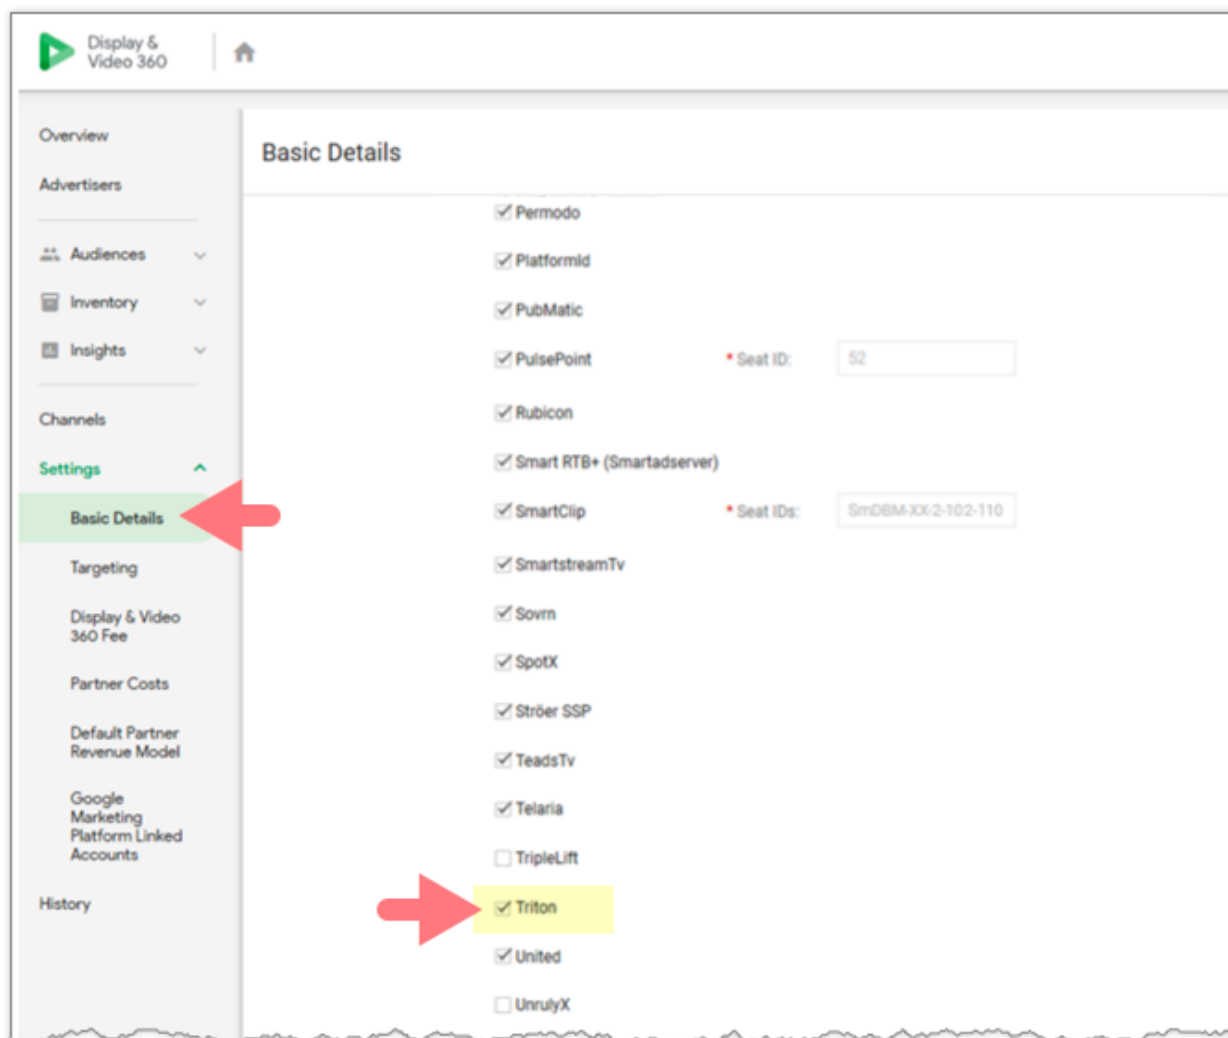 Display &
Video 360
Overview
Advertisers
Audiences
Inventory
Insights
Channels
Settings
Basic Details
Targeting
Display & Video
360 Fee
Partner Costs
Default Partner
Revenue Model
Google
Marketing
Platform Linked
Accounts
History
Basic Details
Permodo
PlatformId
PubMatic
PulsePoint * Seat ID: 52
Rubicon
Smart RTB+ (Smartadserver)
SmartClip * Seat IDs: SmDBM-XX-2-102-110
SmartstreamTv
Sovrn
SpotX
Ströer SSP
TeadsTv
Telaria
TripleLift
Triton
United
UnrulyX